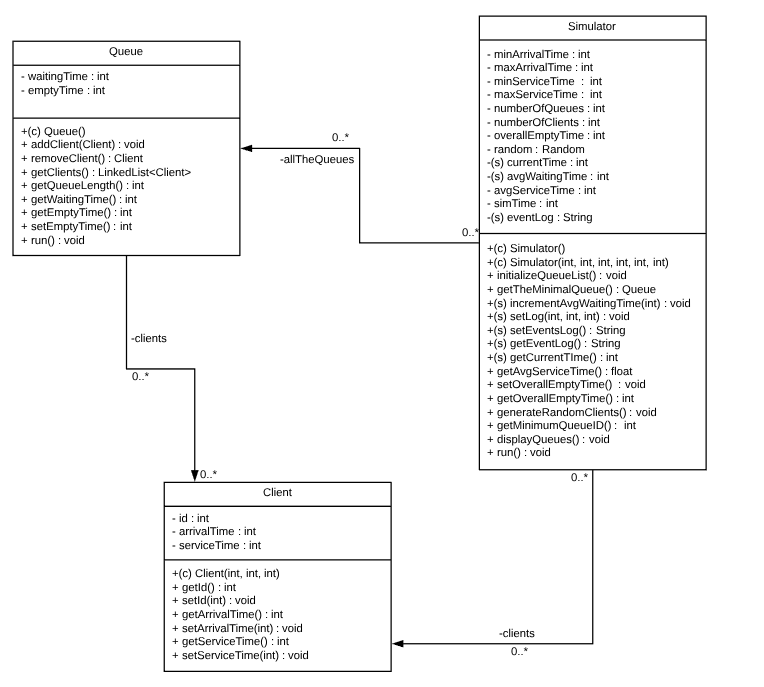 Queue
- waitingTime : int
- emptyTime : int
+(c) Queue()
+ addClient(Client) : void
+ removeClient() : Client
+ getClients() : LinkedList<Client>
+ getQueueLength() : int
+ getWaitingTime() : int
+ getEmptyTime() : int
+ setEmptyTime() : int
+ run() : void
Simulator
- minArrivalTime : int
- maxArrivalTime : int
- minServiceTime : int
- maxServiceTime : int
- numberOfQueues : int
- numberOfClients : int
- overallEmptyTime : int
- random : Random
-(s) currentTime : int
-(s) avgWaitingTime : int
- avgServiceTime : int
- simTime : int
-(s) eventLog : String
+(c) Simulator()
+(c) Simulator(int, int, int, int, int, int)
+ initializeQueueList() : void
+ getTheMinimalQueue() : Queue
+(s) incrementAvgWaitingTime(int) : void
+(s) setLog(int, int, int) : void
+(s) setEventsLog() : String
+(s) getEventLog() : String
+(s) getCurrentTIme() : int
+ getAvgServiceTime() : float
+ setOverallEmptyTime() : void
+ getOverallEmptyTime() : int
+ generateRandomClients() : void
+ getMinimumQueueID() : int
+ displayQueues() : void
+ run() : void
0..*
-allTheQueues
0..*
-clients
0..*
0..*
Client
- id : int
- arrivalTime : int
- serviceTime : int
+(c) Client(int, int, int)
+ getId() : int
+ setId(int) : void
+ getArrivalTime() : int
+ setArrivalTime(int) : void
+ getServiceTime() : int
+ setServiceTime(int) : void
0..*
-clients
0..*